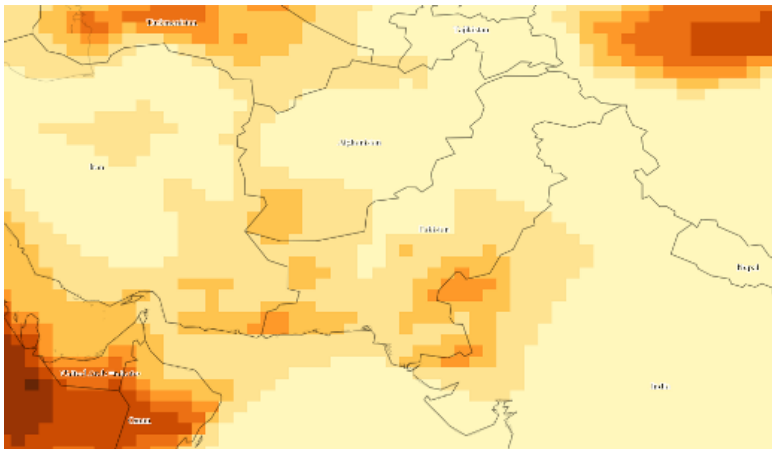 Turkmenistan
Tajikistan
Afghanistan
Iran
Pakistan
Nepal
United Arab Emirates
India
Oman